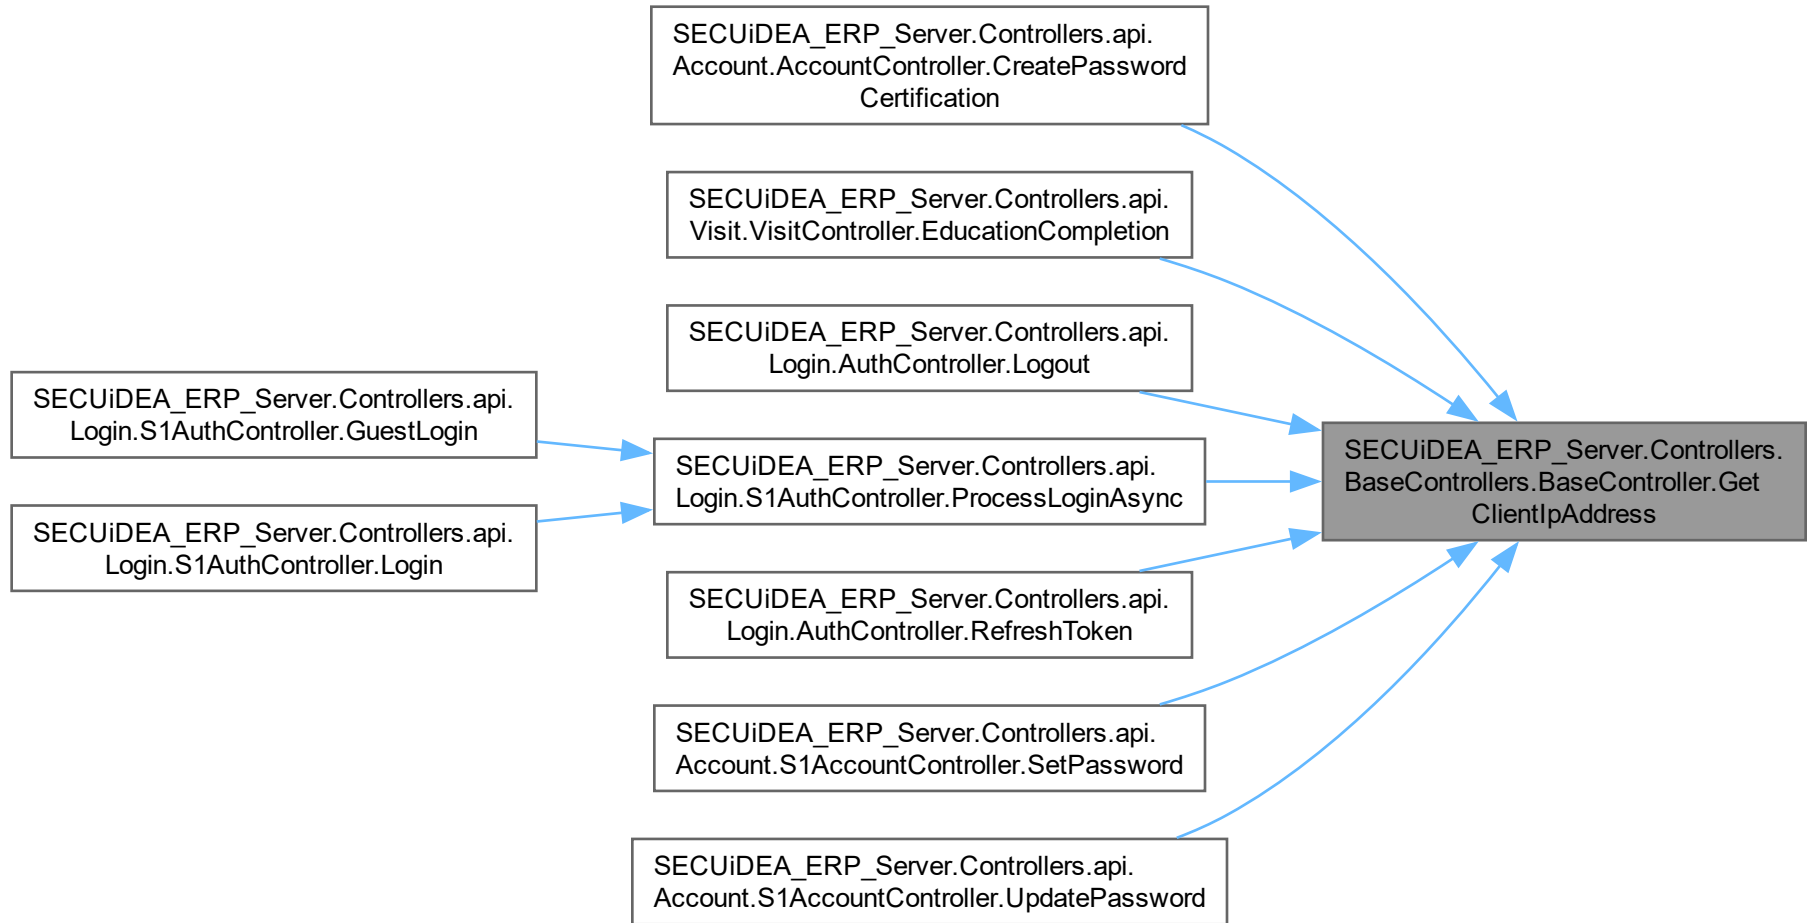 SECUiDEA_ERP_Server.Controllers.api.
Account.AccountController.CreatePassword
Certification
SECUiDEA_ERP_Server.Controllers.api.
Visit.VisitController.EducationCompletion
SECUiDEA_ERP_Server.Controllers.api.
Login.AuthController.Logout
SECUiDEA_ERP_Server.Controllers.api.
Login.S1AuthController.GuestLogin
SECUiDEA_ERP_Server.Controllers.api.
Login.S1AuthController.ProcessLoginAsync
SECUiDEA_ERP_Server.Controllers.
BaseControllers.BaseController.Get
ClientIpAddress
SECUiDEA_ERP_Server.Controllers.api.
Login.S1AuthController.Login
SECUiDEA_ERP_Server.Controllers.api.
Login.AuthController.RefreshToken
SECUiDEA_ERP_Server.Controllers.api.
Account.S1AccountController.SetPassword
SECUiDEA_ERP_Server.Controllers.api.
Account.S1AccountController.UpdatePassword